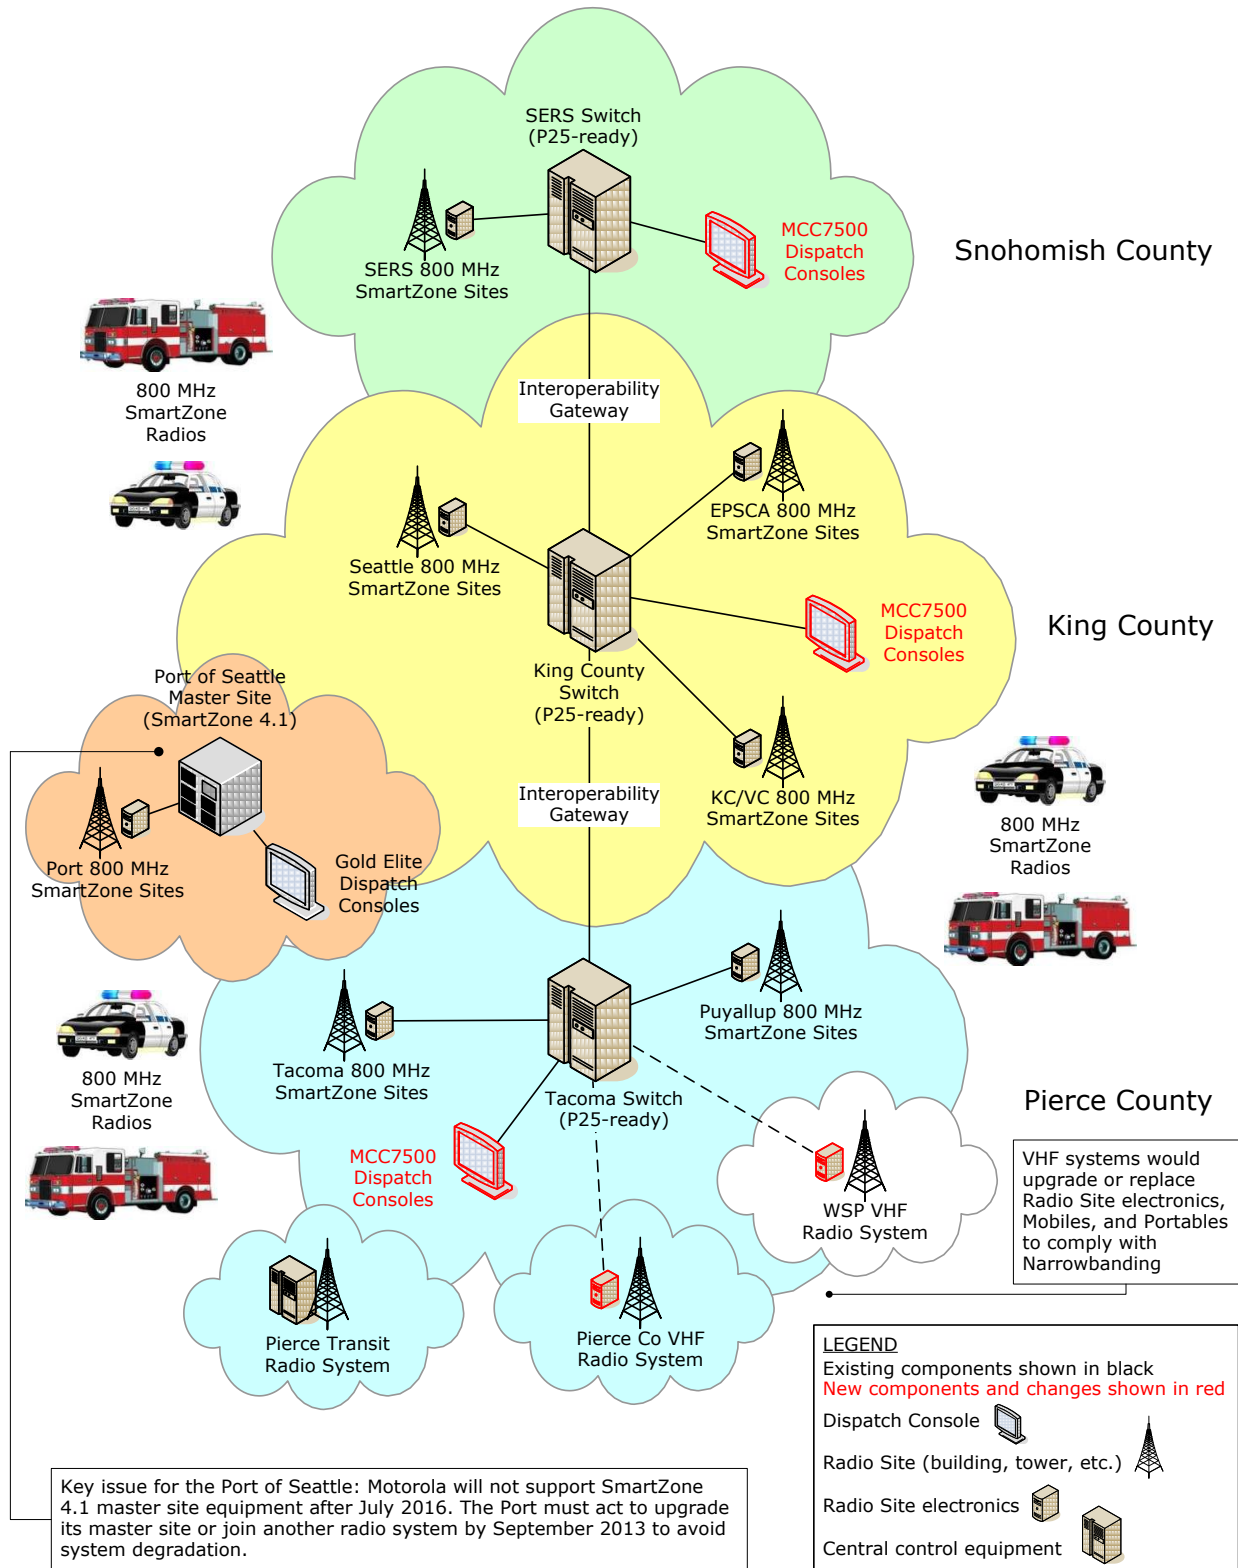 SERS Switch
(P25-ready)
SERS 800 MHz
SmartZone Sites
MCC7500
Dispatch
Consoles
Snohomish County
800 MHz
SmartZone
Radios
Interoperability
Gateway
EPSCA 800 MHz
SmartZone Sites
Seattle 800 MHz
SmartZone Sites
MCC7500
Dispatch
Consoles
King County
King County
Switch
(P25-ready)
Port of Seattle
Master Site
(SmartZone 4.1)
KC/VC 800 MHz
SmartZone Sites
Interoperability
Gateway
Port 800 MHz
SmartZone Sites
Gold Elite
Dispatch
Consoles
800 MHz
SmartZone
Radios
Puyallup 800 MHz
SmartZone Sites
Tacoma 800 MHz
SmartZone Sites
800 MHz
SmartZone
Radios
Tacoma Switch
(P25-ready)
Pierce County
MCC7500
Dispatch
Consoles
WSP VHF
Radio System
VHF systems would
upgrade or replace
Radio Site electronics,
Mobiles, and Portables
to comply with
Narrowbanding
Pierce Transit
Radio System
Pierce Co VHF
Radio System
LEGEND
Existing components shown in black
New components and changes shown in red
Dispatch Console
Radio Site (building, tower, etc.)
Radio Site electronics
Central control equipment
Key issue for the Port of Seattle: Motorola will not support SmartZone
4.1 master site equipment after July 2016. The Port must act to upgrade
its master site or join another radio system by September 2013 to avoid
system degradation.